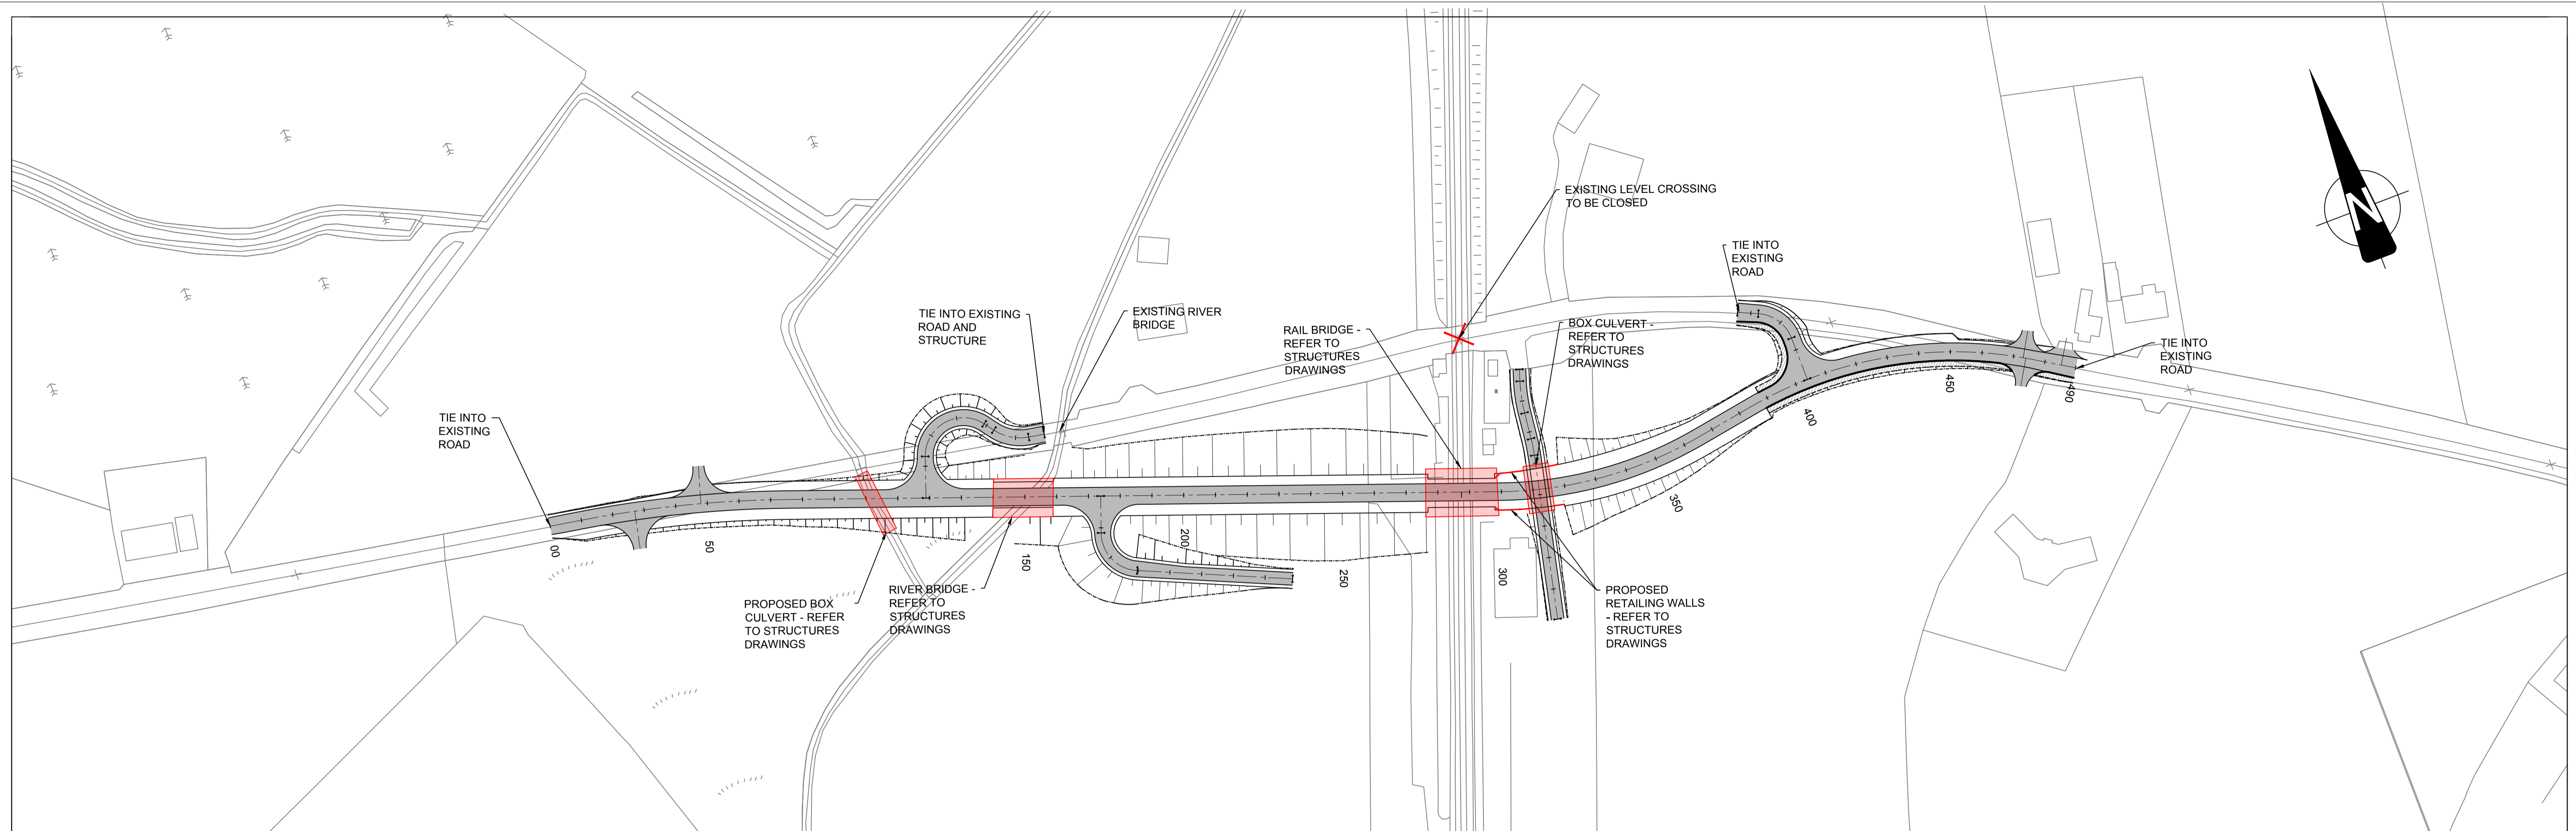 EXISTING LEVEL CROSSING
TO BE CLOSED
N
TIE INTO
EXISTING
ROAD
TIE INTO EXISTING
ROAD AND
STRUCTURE
EXISTING RIVER
BRIDGE
RAIL BRIDGE -
REFER TO
STRUCTURES
DRAWINGS
BOX CULVERT -
REFER TO
STRUCTURES
DRAWINGS
TIE INTO
EXISTING
ROAD
TIE INTO
EXISTING
ROAD
00
50
150
200
250
300
350
400
450
490
PROPOSED BOX
CULVERT - REFER
TO STRUCTURES
DRAWINGS
RIVER BRIDGE -
REFER TO
STRUCTURES
DRAWINGS
PROPOSED
RETAILING WALLS
- REFER TO
STRUCTURES
DRAWINGS